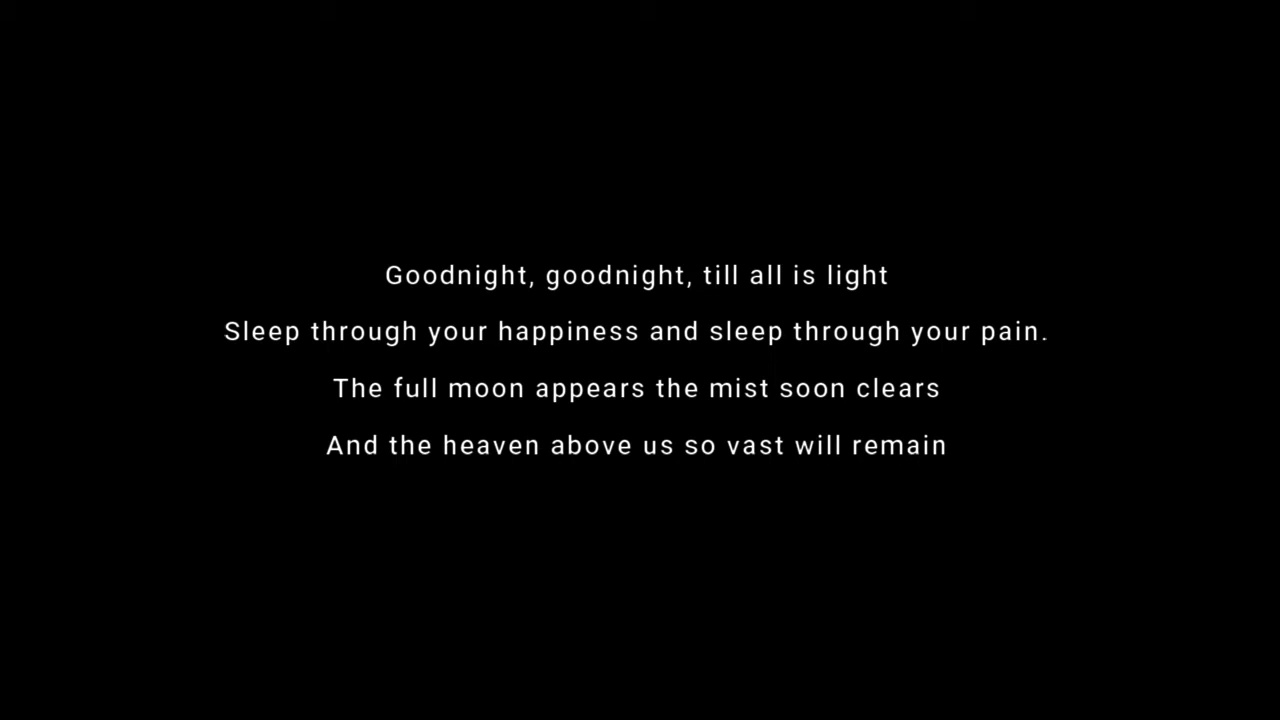 Goodnight, goodnight, till all is light
Sleep through your happiness and sleep through your pain.
The full moon appears the mist soon clears
And the heaven above us so vast will remain